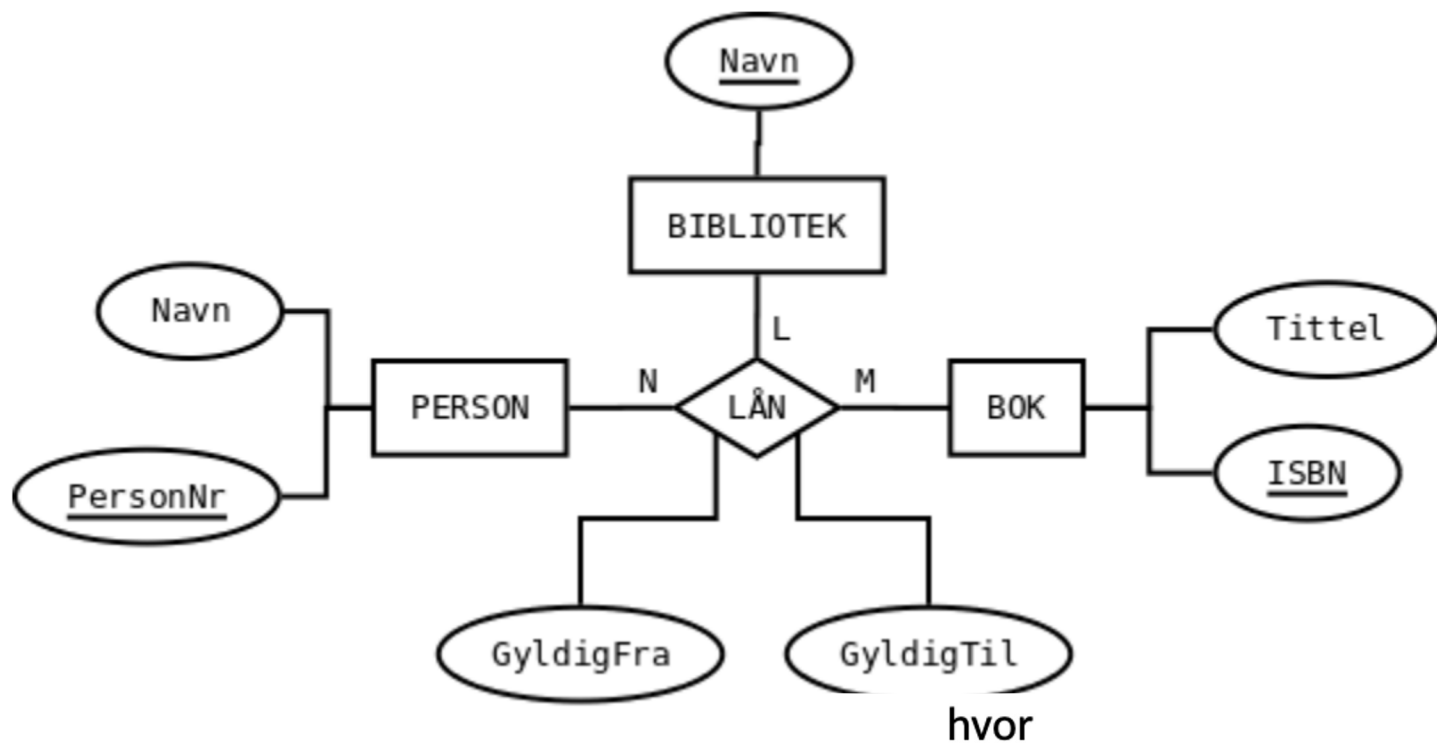 Navn
BIBLIOTEK
Navn
Tittel
L
N
M
PERSON
LÅN
BOK
PersonNr
ISBN
GyldigFra
GyldigTil
hvor